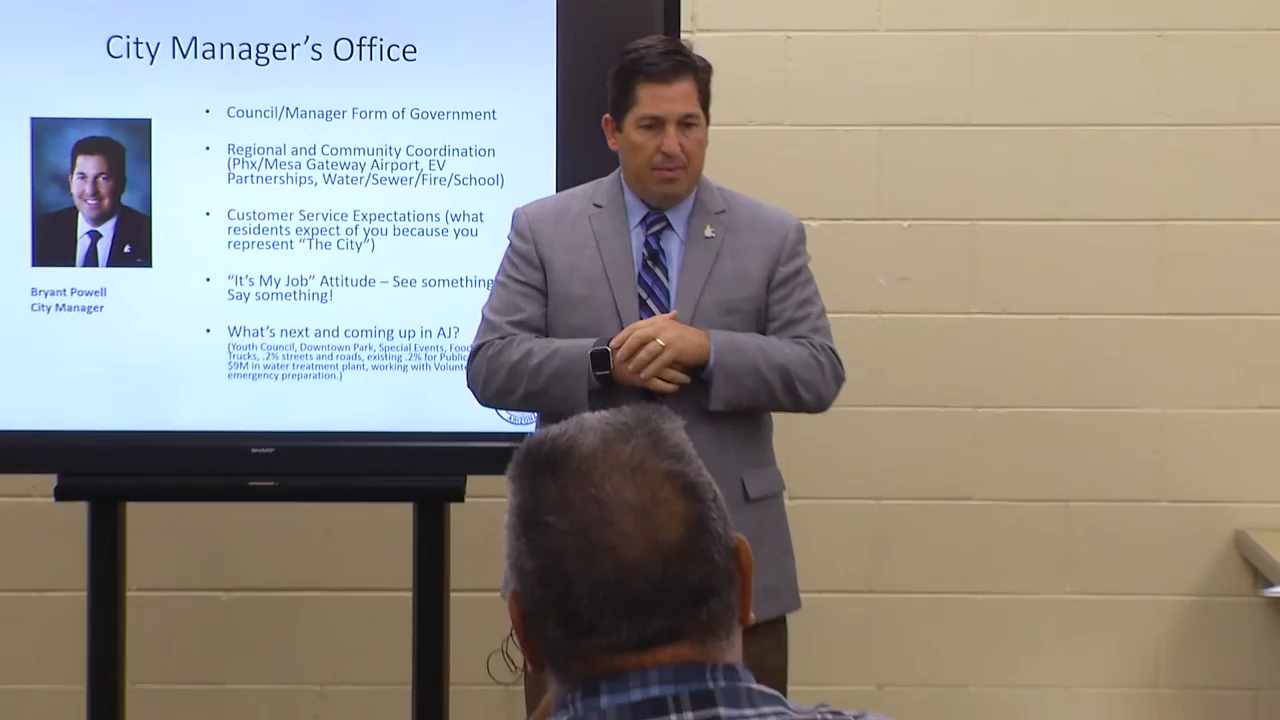 City Manager's Office
• Council/Manager Form of Government
• Regional and Community Coordination
(Phx/Mesa Gateway Airport, EV
Partnerships, Water/Sewer/Fire/School)
• Customer Service Expectations (what
residents expect of you because you
represent “The City”)
• “It's My Job” Attitude – See something
Say something!
• What's next and coming up in AJ?
(Youth Council, Downtown Park, Special Events, Food
Trucks, .2% streets and roads, existing .2% for Public
$9M in water treatment plant, working with
emergency preparation.)
Bryant Powell
City Manager
SHARP